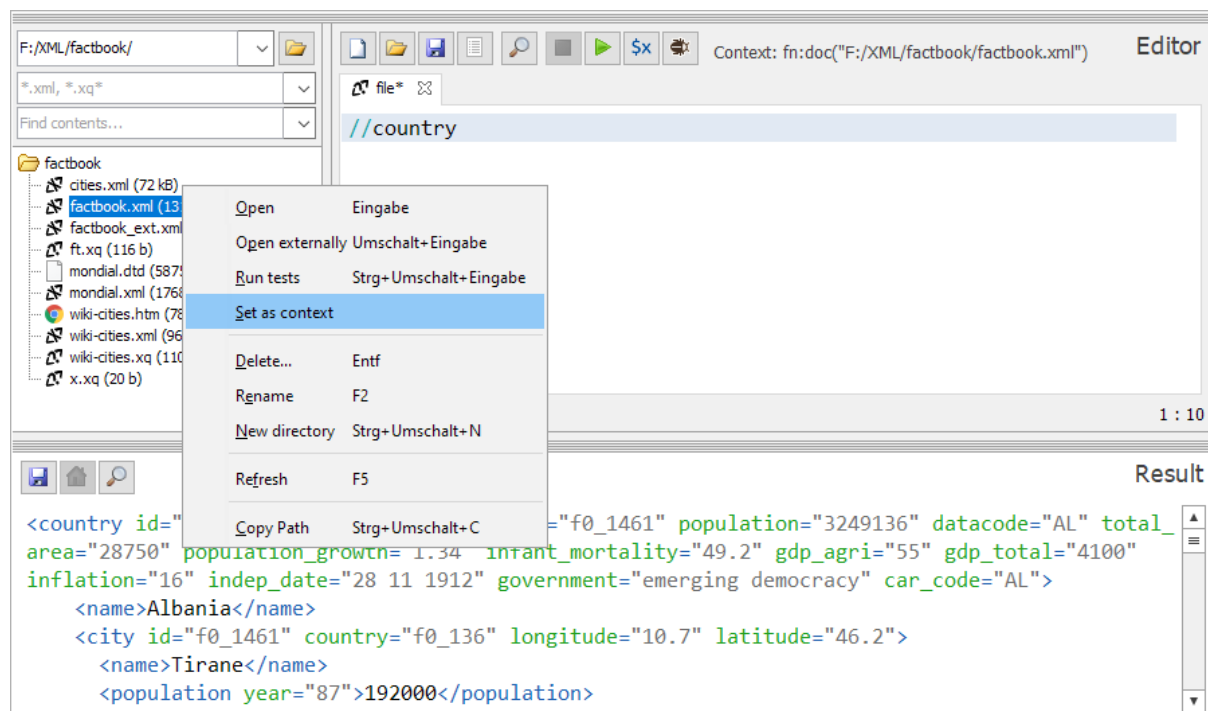 F:/XML/factbook/
*.xml, *.xq*
Find contents...
factbook
cities.xml (72 kB)
factbook.xml (13
factbook_ext.xml
ft.xq (116 b)
mondial.dtd (587
mondial.xml (176
wiki-cities.htm (78
wiki-cities.xml (96
wiki-cities.xq (110
x.xq (20 b)
$x Context: fn:doc("F:/XML/factbook/factbook.xml") Editor
file*
//country
1 : 10
Open Eingabe
Open externally Umschalt+Eingabe
Run tests Strg+Umschalt+Eingabe
Set as context
Delete... Entf
Rename F2
New directory Strg+Umschalt+N
Refresh F5
Copy Path Strg+Umschalt+C
Result
<country id=" ="f0_1461" population="3249136" datacode="AL" total_
area="28750" population_growth="1.34" infant_mortality="49.2" gdp_agri="55" gdp_total="4100"
inflation="16" indep_date="28 11 1912" government="emerging democracy" car_code="AL">
<name>Albania</name>
<city id="f0_1461" country="f0_136" longitude="10.7" latitude="46.2">
<name>Tirane</name>
<population year="87">192000</population>